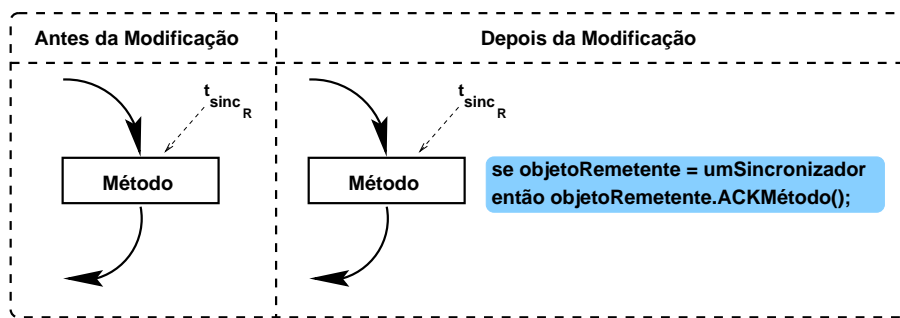 Antes da Modificação
Depois da Modificação
t sinc R
t sinc R
Método
Método
se objetoRemetente = umSincronizador
então objetoRemetente.ACKMétodo();